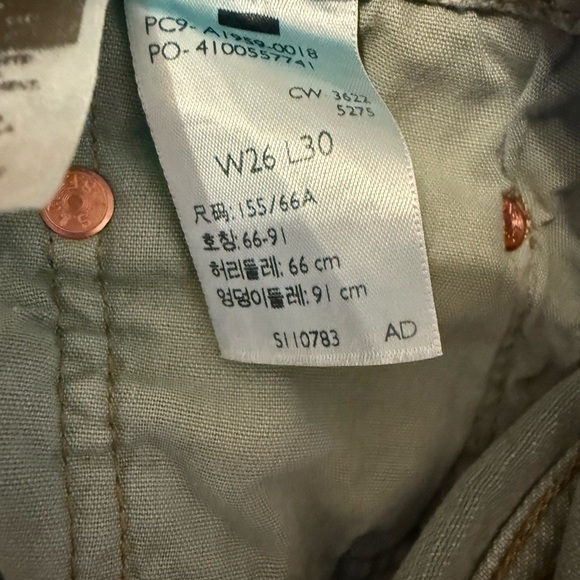 PC9- A1959-0018
PO- 4100557741
CW 3622
5275
W26 L30
尺码: 155/66A
호칭: 66-91
허리둘레: 66 cm
엉덩이둘레: 91 cm
S110783 AD